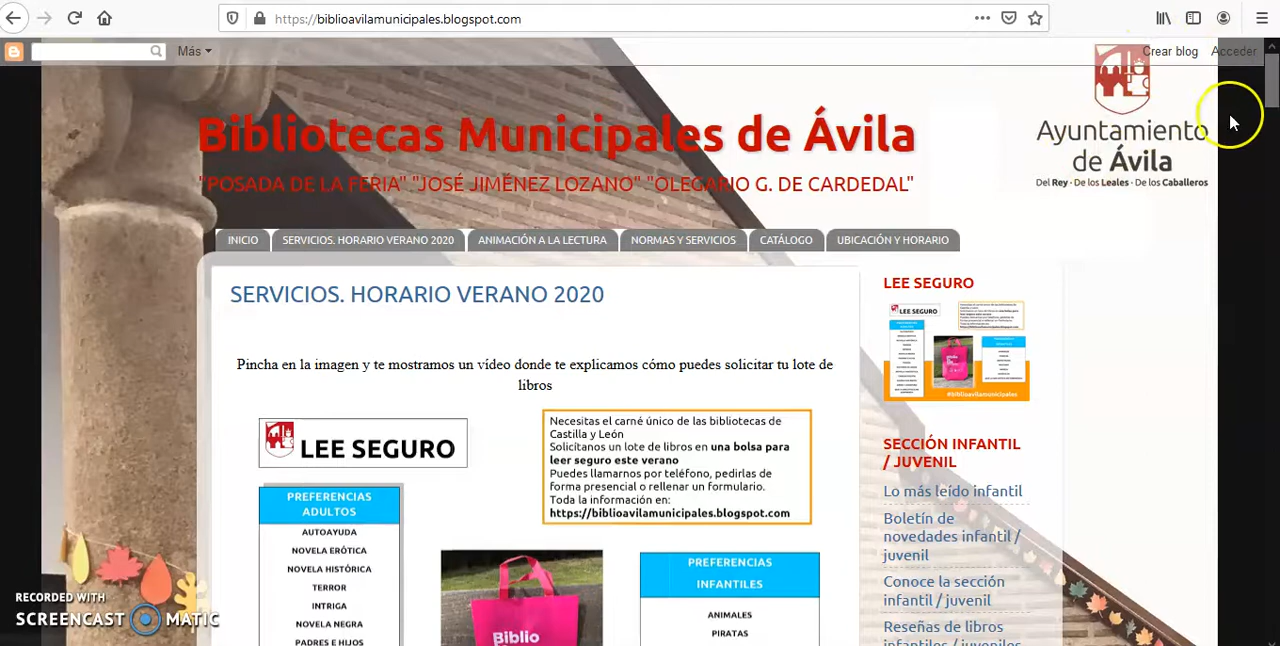 https://biblioavilamunicipales.blogspot.com
Más
Crear blog
Acceder
Bibliotecas Municipales de Ávila
"POSADA DE LA FERIA" "JOSÉ JIMÉNEZ LOZANO" "OLEGARIO G. DE CARDEDAL"
Ayuntamiento
de Ávila
Del Rey · De los Leales · De los Caballeros
INICIO
SERVICIOS. HORARIO VERANO 2020
ANIMACIÓN A LA LECTURA
NORMAS Y SERVICIOS
CATÁLOGO
UBICACIÓN Y HORARIO
SERVICIOS. HORARIO VERANO 2020
Pincha en la imagen y te mostramos un vídeo donde te explicamos cómo puedes solicitar tu lote de
libros
LEE SEGURO
Necesitas el carné único de las bibliotecas de
Castilla y León
Solicítanos un lote de libros en una bolsa para
leer seguro este verano
Puedes llamarnos por teléfono, pedirlas de
forma presencial o rellenar un formulario.
Toda la información en:
https://biblioavilamunicipales.blogspot.com
PREFERENCIAS
ADULTOS
AUTOAYUDA
NOVELA ERÓTICA
NOVELA HISTÓRICA
TERROR
INTRIGA
NOVELA NEGRA
PADRES E HIJOS
Biblio
PREFERENCIAS
INFANTILES
ANIMALES
PIRATAS
LEE SEGURO
LEE SEGURO
#biBliOavilamunicipales
SECCIÓN INFANTIL
/ JUVENIL
Lo más leído infantil
Boletín de
novedades infantil /
juvenil
Conoce la sección
infantil / juvenil
Reseñas de libros
infantiles / juveniles
RECORDED WITH
SCREENCAST MATIC